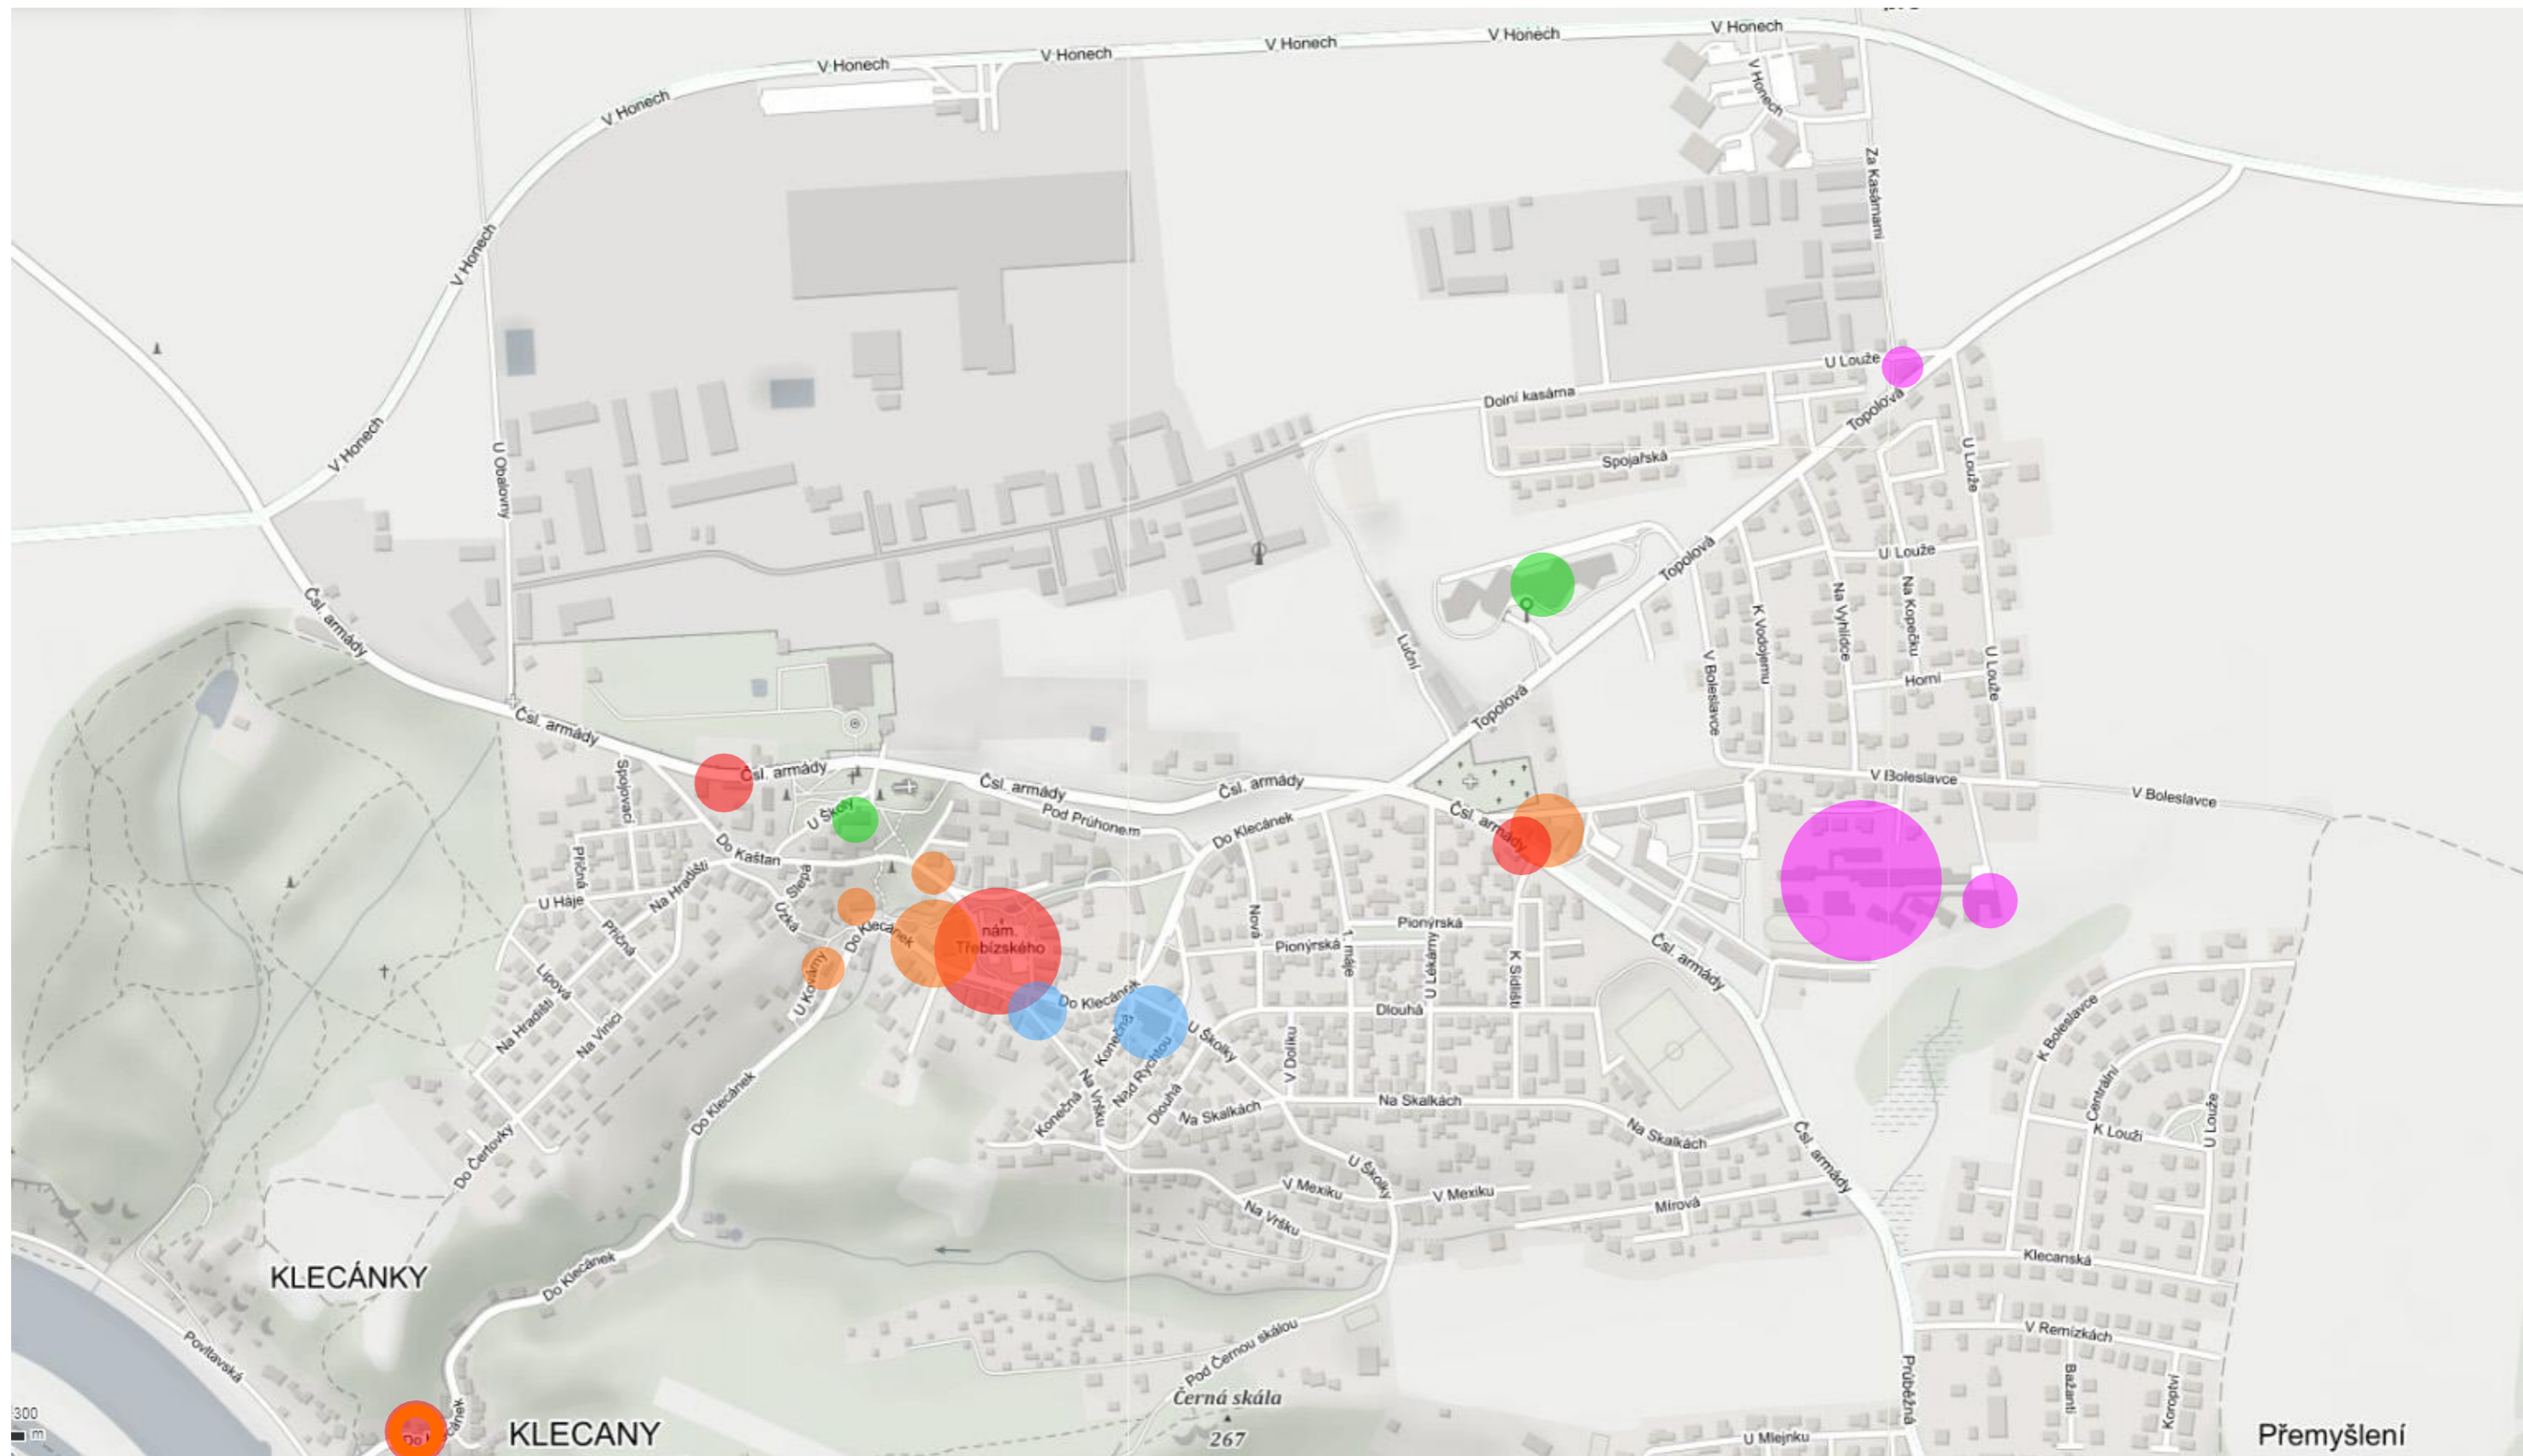 V Honech
V Honech
V Honech
V Honech
V Honech
V Honech
V Honech
V Honech
V Honech
Za Kasárnami
U Obalovny
U Louže
Dolní kasárna
Topolová
Spojařská
U Louže
Topolová
U Louže
Na Kopečku
Na Vyhlídce
K Vodojemu
V Boleslavce
Horní
U Louže
Čsl. armády
Luční
Topolová
Čsl. armády
Čsl. armády
Čsl. armády
Čsl. armády
V Boleslavce
V Boleslavce
Spojovací
U Školy
Pod Průhonem
Do Klecánek
Čsl. armády
Do Kaštan
Příčná
Na Hradišti
Slepá
Úzká
U Háje
Příčná
Do Klecánek
nám.
Třebízského
Nová
Pionýrská
Pionýrská
1. máje
U Lékárny
K Sídlišti
Čsl. armády
Lipová
Na Hradišti
Na Vinici
U Kovárny
Do Klecánek
Dlouhá
K Boleslavce
Konečná
U Školky
V Dolíku
Nad Rychtou
Na Vršku
Konečná
Dlouhá
Na Skalkách
Na Skalkách
Na Skalkách
Centrální
K Louži
U Louže
Do Klecánek
Do Čertovky
Čsl. armády
U Školky
V Mexiku
V Mexiku
Na Vršku
Mírová
Klecanská
KLECÁNKY
Do Klecánek
Povltavská
Pod Černou skálou
V Remízkách
Průběžná
Bažantí
Koroptví
Černá skála
267
300
m
KLECANY
U Mlejnku
Přemyšlení